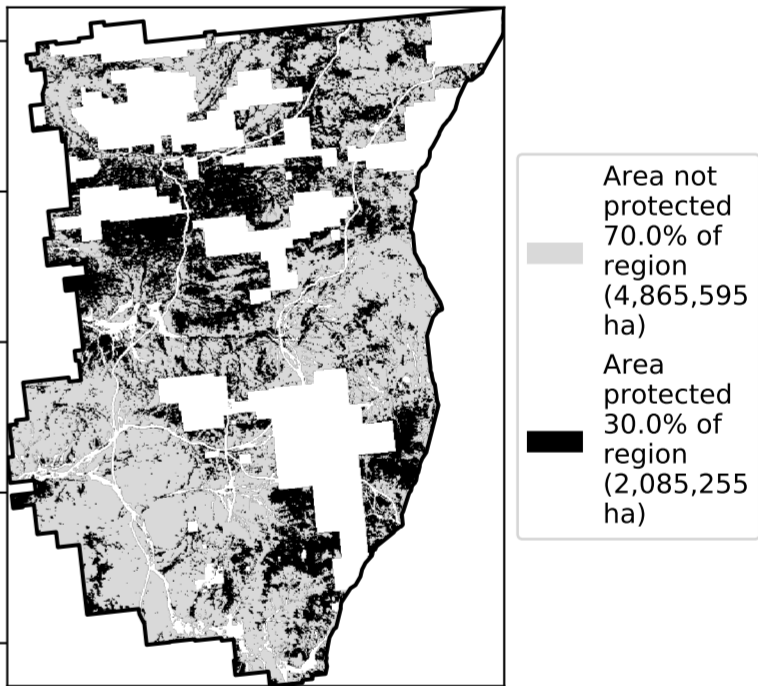 Area not
protected
70.0% of
region
(4,865,595
ha)
Area
protected
30.0% of
region
(2,085,255
ha)